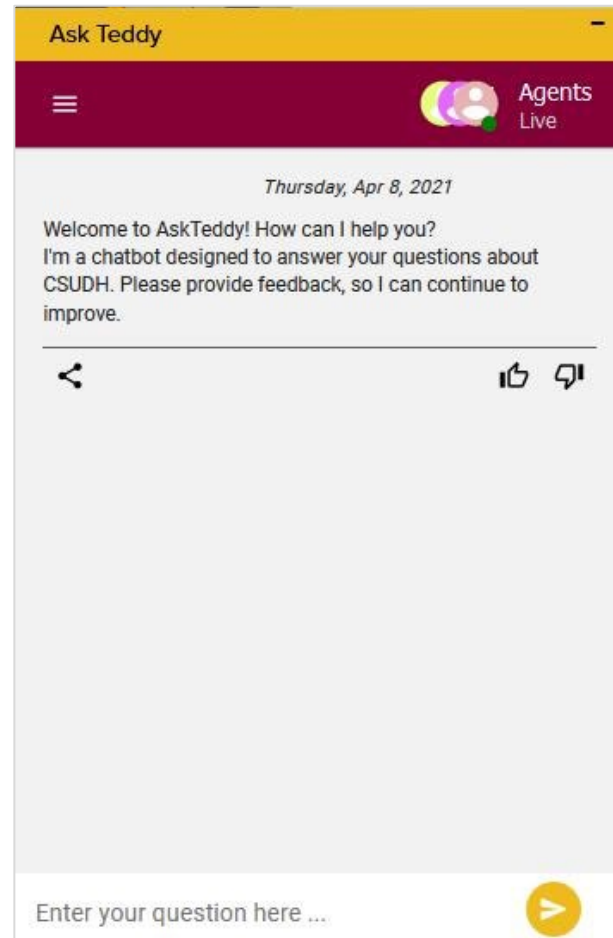 Ask Teddy
Agents
Live
Thursday, Apr 8, 2021
Welcome to AskTeddy! How can I help you?
I'm a chatbot designed to answer your questions about
CSUDH. Please provide feedback, so I can continue to
improve.
Enter your question here ...